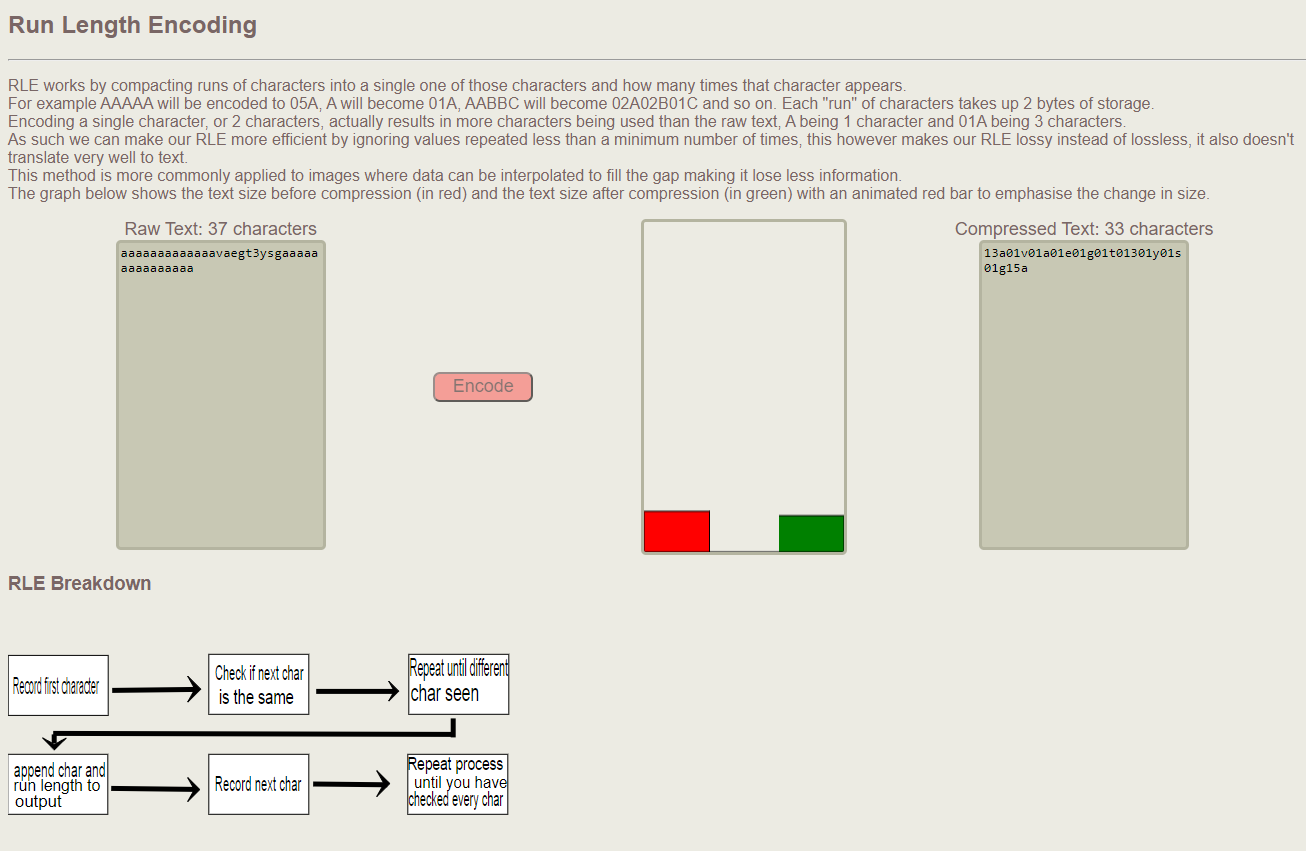 Run Length Encoding
RLE works by compacting runs of characters into a single one of those characters and how many times that character appears.
For example AAAAA will be encoded to 05A, A will become 01A, AABBC will become 02A02B01C and so on. Each "run" of characters takes up 2 bytes of storage.
Encoding a single character, or 2 characters, actually results in more characters being used than the raw text, A being 1 character and 01A being 3 characters.
As such we can make our RLE more efficient by ignoring values repeated less than a minimum number of times, this however makes our RLE lossy instead of lossless, it also doesn't
translate very well to text.
This method is more commonly applied to images where data can be interpolated to fill the gap making it lose less information.
The graph below shows the text size before compression (in red) and the text size after compression (in green) with an animated red bar to emphasise the change in size.
Raw Text: 37 characters
aaaaaaaaaaaaavaegt3ysgaaaaa
aaaaaaaaaa
Encode
Compressed Text: 33 characters
13a01v01a01e01g01t01301y01s
01g15a
RLE Breakdown
Record first character
Check if next char
is the same
Repeat until different
char seen
append char and
run length to
output
Record next char
Repeat process
until you have
checked every char